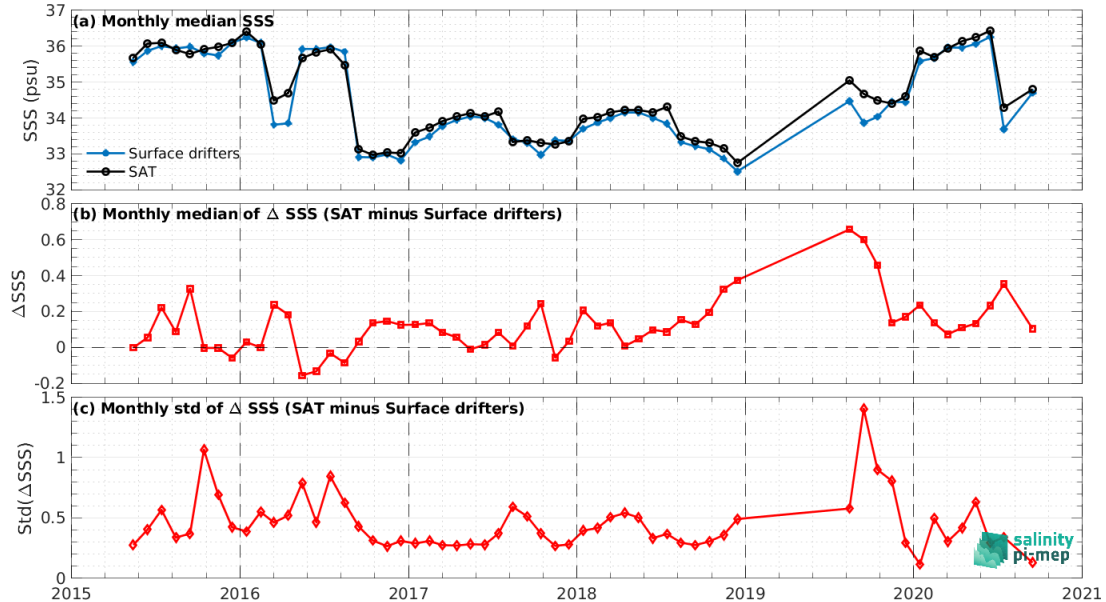 (a) Monthly median SSS
37
36
35
34
33
32
SSS (psu)
Surface drifters
SAT
(b) Monthly median of Δ SSS (SAT minus Surface drifters)
0.8
0.6
0.4
0.2
0
-0.2
ΔSSS
(c) Monthly std of Δ SSS (SAT minus Surface drifters)
1.5
1
0.5
0
Std(ΔSSS)
salinity
pi-mep
2015 2016 2017 2018 2019 2020 2021